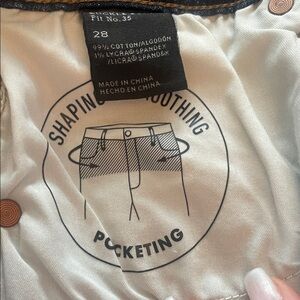 Fit No. 35
28
99% COTTON/ALGODÓN
1% LYCRA® SPANDEX
/LICRA® SPANDEX
MADE IN CHINA
HECHO EN CHINA
SHAPING
SMOOTHING
POCKETING